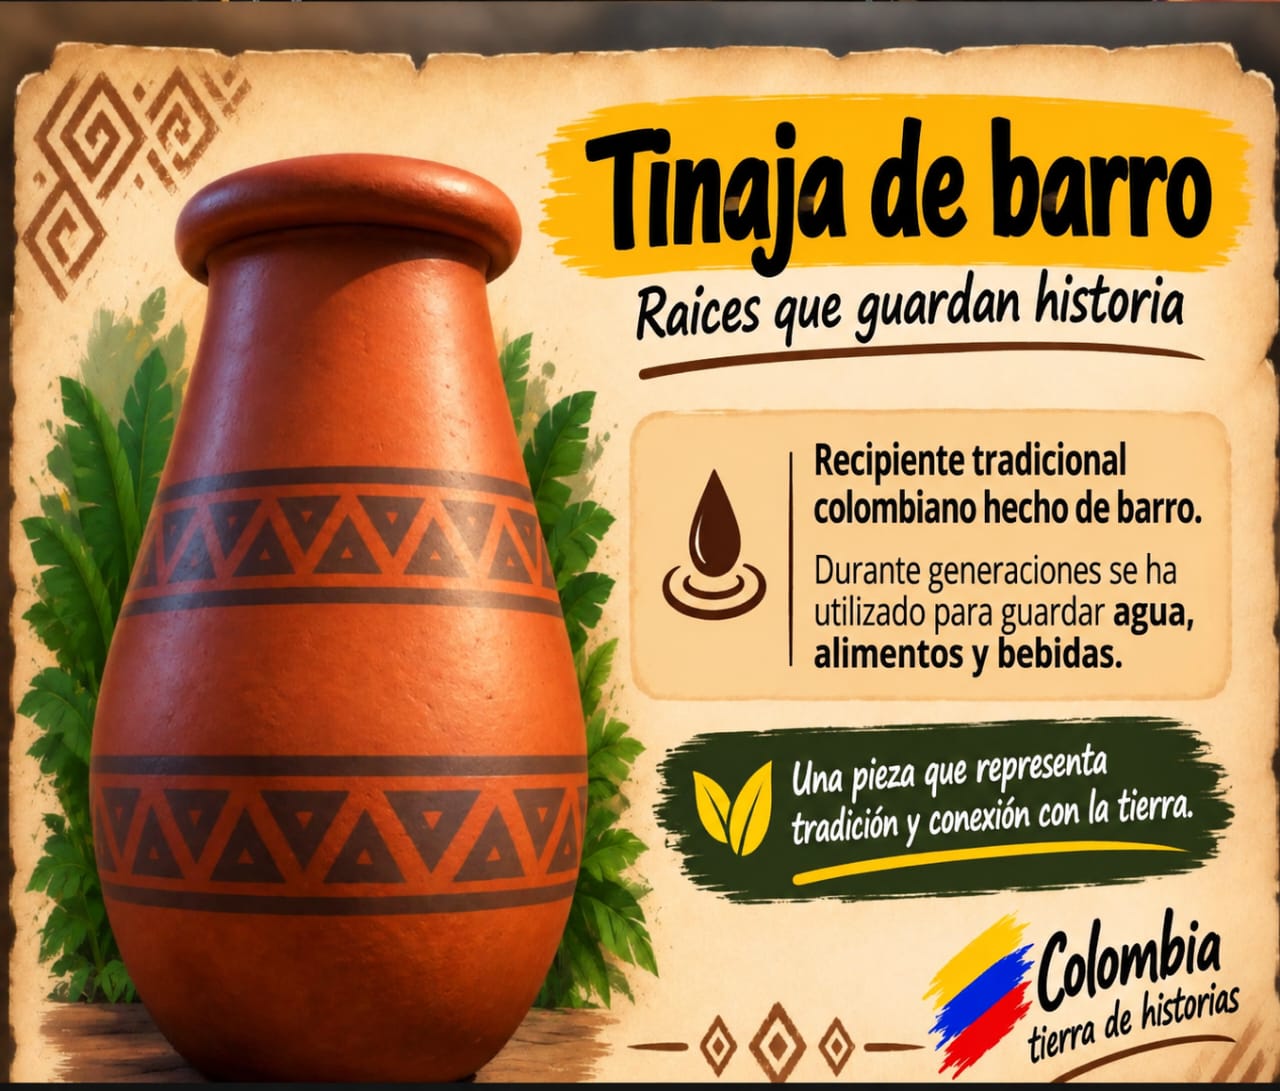 Tinaja de barro
Raices que guardan historia
Recipiente tradicional
colombiano hecho de barro.
Durante generaciones se ha
utilizado para guardar agua,
alimentos y bebidas.
Una pieza que representa
tradición y conexión con la tierra.
Colombia
tierra de historias